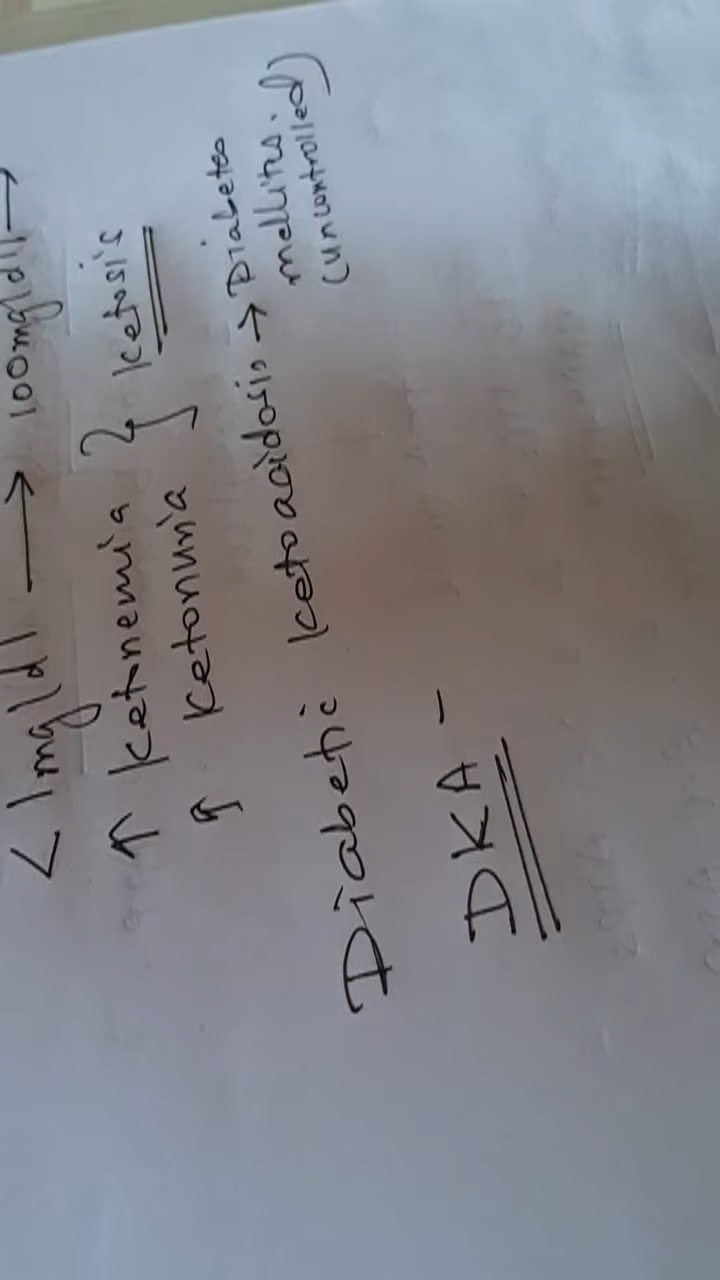 < 1mg/dl → 100mg/dl →
↑ ketonemia } ketosis
↑ ketonuria
Diabetic ketoacidosis → Diabetes
mellitus.
(uncontrolled)
DKA -